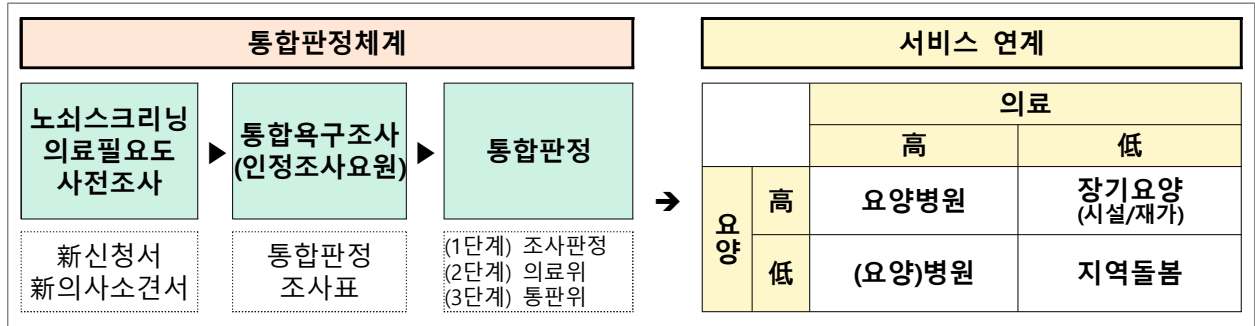 통합판정체계
서비스 연계
노쇠스크리닝
의료필요도
사전조사
▶
통합욕구조사
(인정조사요원)
▶
통합판정
新신청서
新의사소견서
통합판정
조사표
(1단계) 조사판정
(2단계) 의료위
(3단계) 통판위
➔
의료
高
低
요양
高
요양병원
장기요양
(시설/재가)
低
(요양)병원
지역돌봄